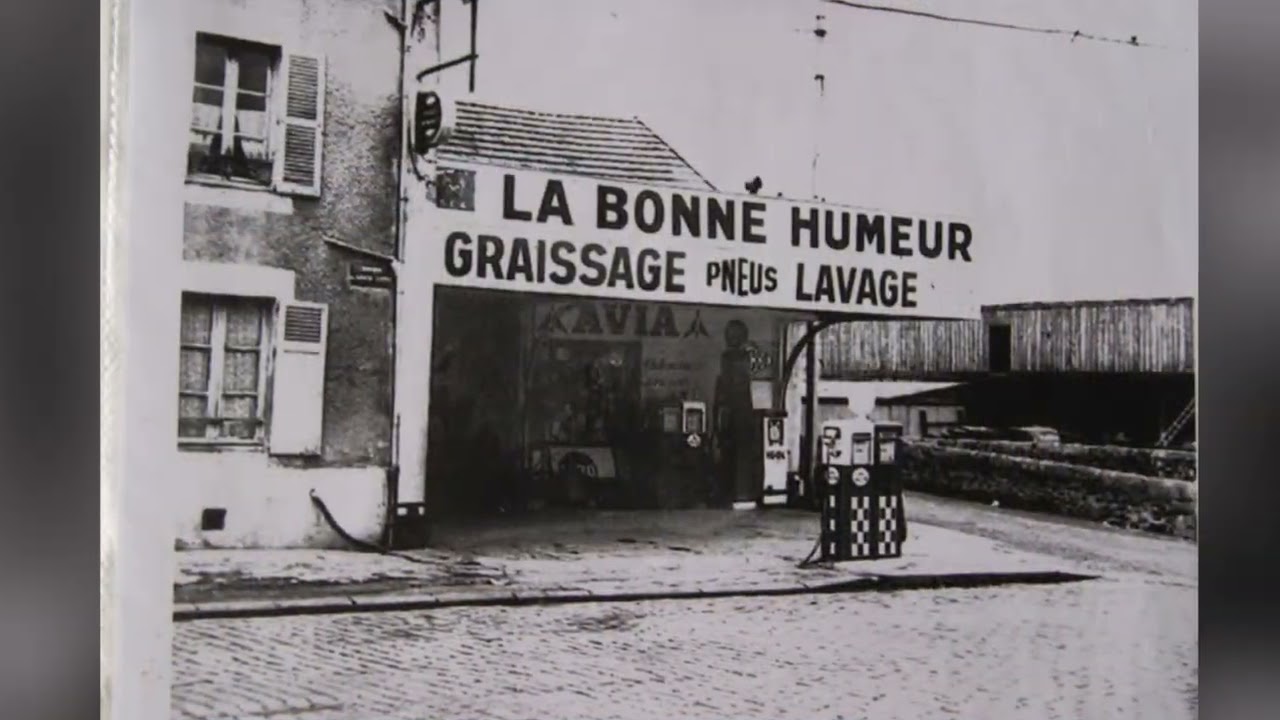 LA BONNE HUMEUR
GRAISSAGE PNEUS LAVAGE
AVIA